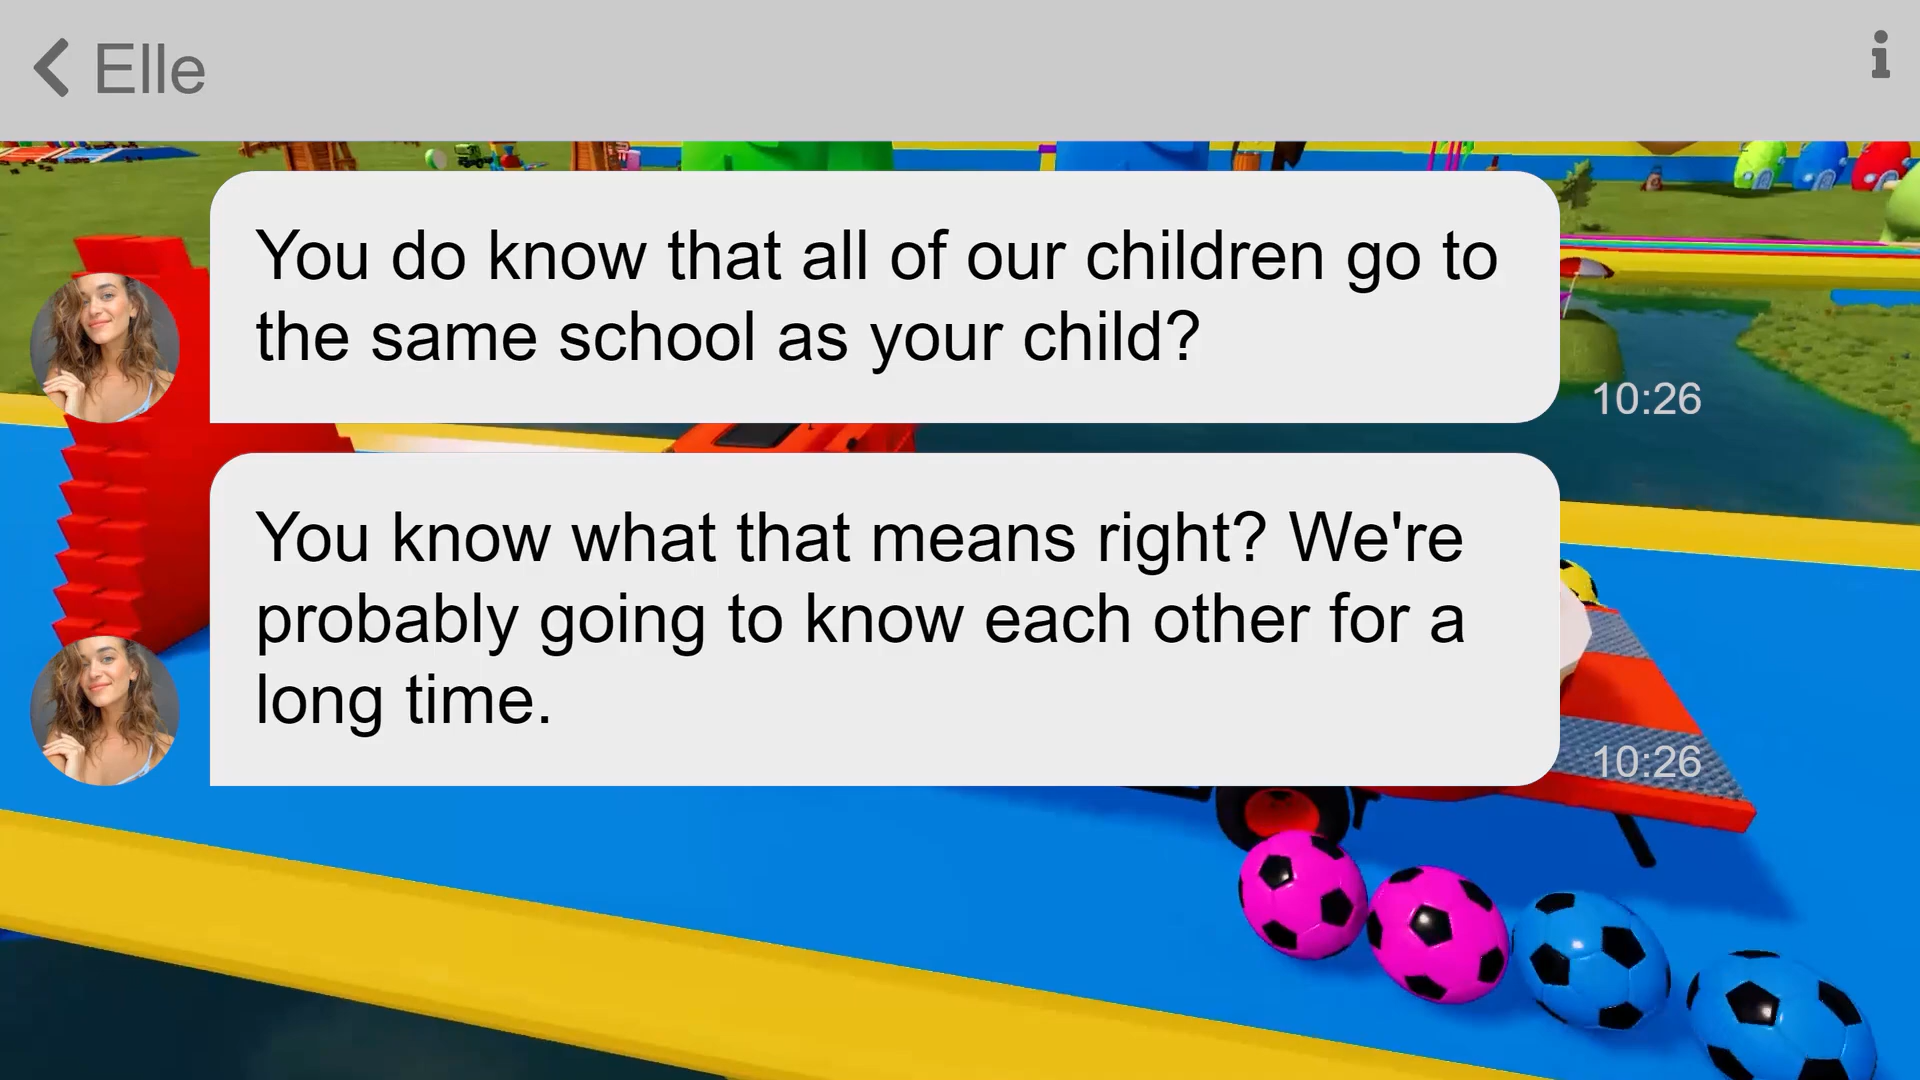 Elle
You do know that all of our children go to
the same school as your child?
10:26
You know what that means right? We're
probably going to know each other for a
long time.
10:26